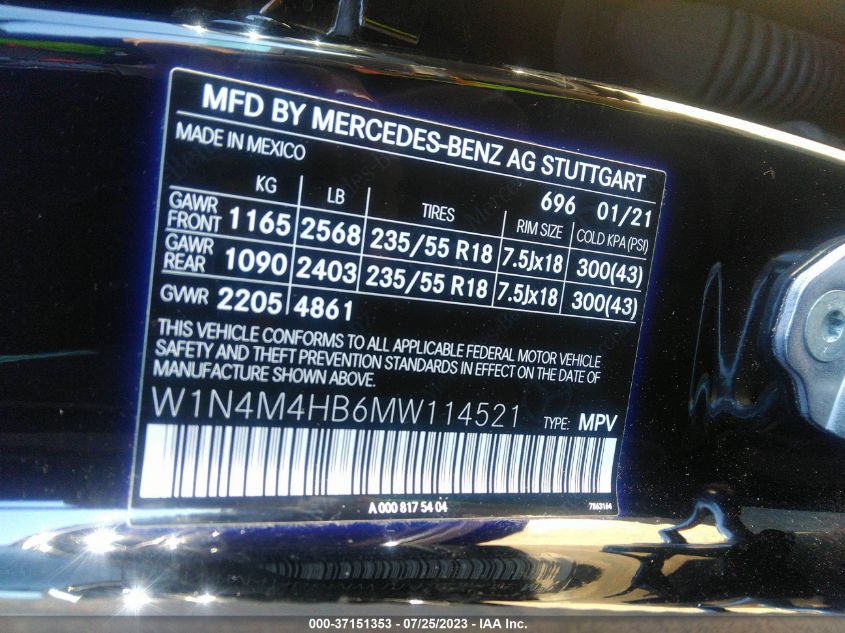 MFD BY MERCEDES-BENZ AG STUTTGART
MADE IN MEXICO
696 01/21
KG LB TIRES RIM SIZE COLD KPA (PSI)
GAWR FRONT 1165 2568 235/55 R18 7.5Jx18 300(43)
GAWR REAR 1090 2403 235/55 R18 7.5Jx18 300(43)
GVWR 2205 4861
THIS VEHICLE CONFORMS TO ALL APPLICABLE FEDERAL MOTOR VEHICLE
SAFETY AND THEFT PREVENTION STANDARDS IN EFFECT ON THE DATE OF
MANUFACTURE SHOWN ABOVE.
W1N4M4HB6MW114521 TYPE: MPV
A 000 817 54 04
7863164
000-37151353 — 07/25/2023 — IAA Inc.